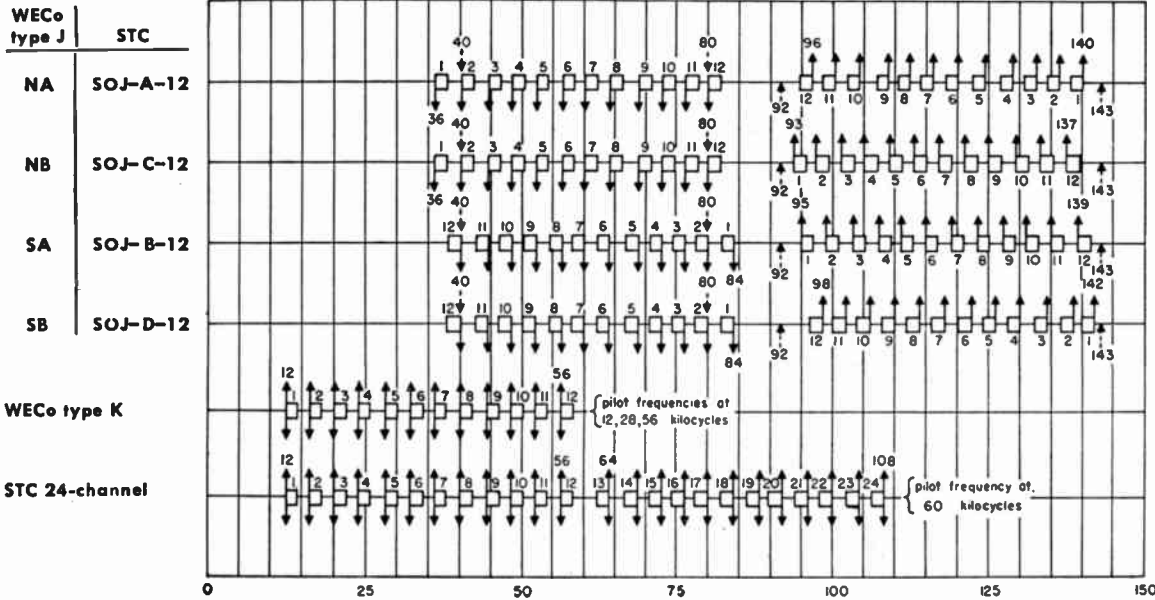 WECo
type J STC
40 80 96 140
NA SOJ-A-12 1 2 3 4 5 6 7 8 9 10 11 12 12 11 10 9 8 7 6 5 4 3 2 1
36 40 80 92 93 137 143
NB SOJ-C-12 1 2 3 4 5 6 7 8 9 10 11 12 1 2 3 4 5 6 7 8 9 10 11 12
36 40 80 92 95 139 143
SA SOJ-B-12 12 11 10 9 8 7 6 5 4 3 2 1 1 2 3 4 5 6 7 8 9 10 11 12
40 80 84 92 98 142 143
SB SOJ-D-12 12 11 10 9 8 7 6 5 4 3 2 1 12 11 10 9 8 7 6 5 4 3 2 1
84 92 143
12 56
WECo type K 1 2 3 4 5 6 7 8 9 10 11 12 pilot frequencies at
12,28,56 kilocycles
12 56 64 108
STC 24-channel 1 2 3 4 5 6 7 8 9 10 11 12 13 14 15 16 17 18 19 20 21 22 23 24 pilot frequency at
60 kilocycles
0 25 50 75 100 125 150